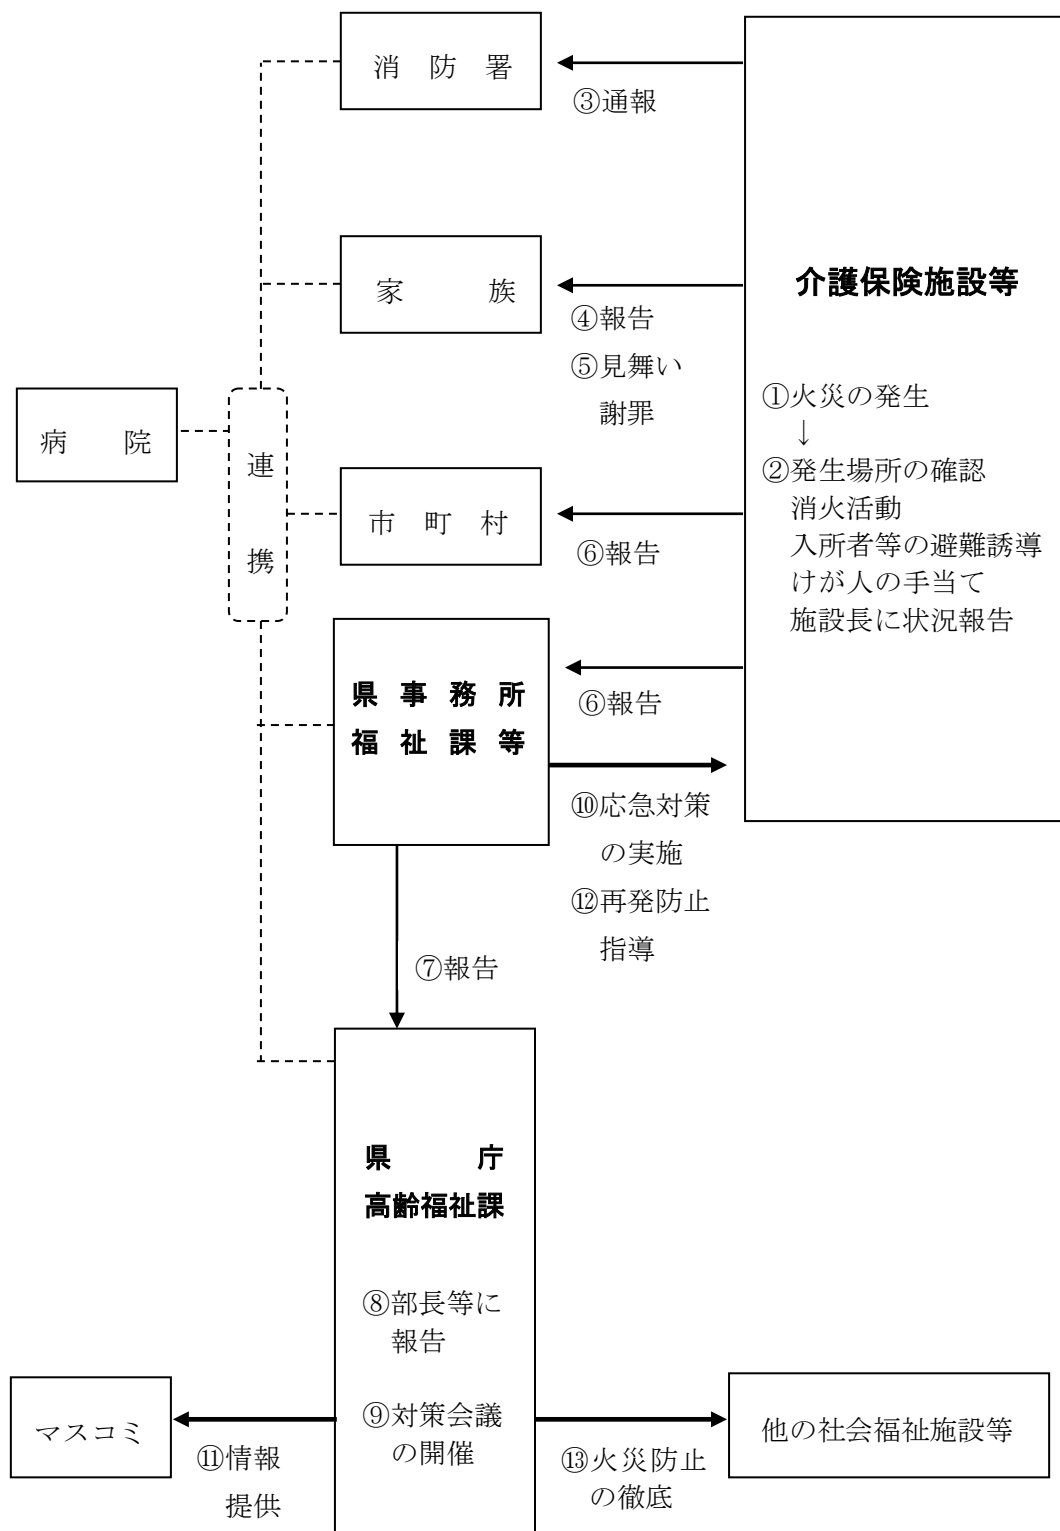 消 防 署
③通報
家 族
④報告
⑤見舞い
謝罪
介護保険施設等
①火災の発生
↓
②発生場所の確認
消火活動
入所者等の避難誘導
けが人の手当て
施設長に状況報告
病 院
連
携
市 町 村
⑥報告
県 事 務 所
福 祉 課 等
⑥報告
⑩応急対策
の実施
⑫再発防止
指導
⑦報告
県 庁
高齢福祉課
⑧部長等に
報告
⑨対策会議
の開催
マスコミ
⑪情報
提供
⑬火災防止
の徹底
他の社会福祉施設等